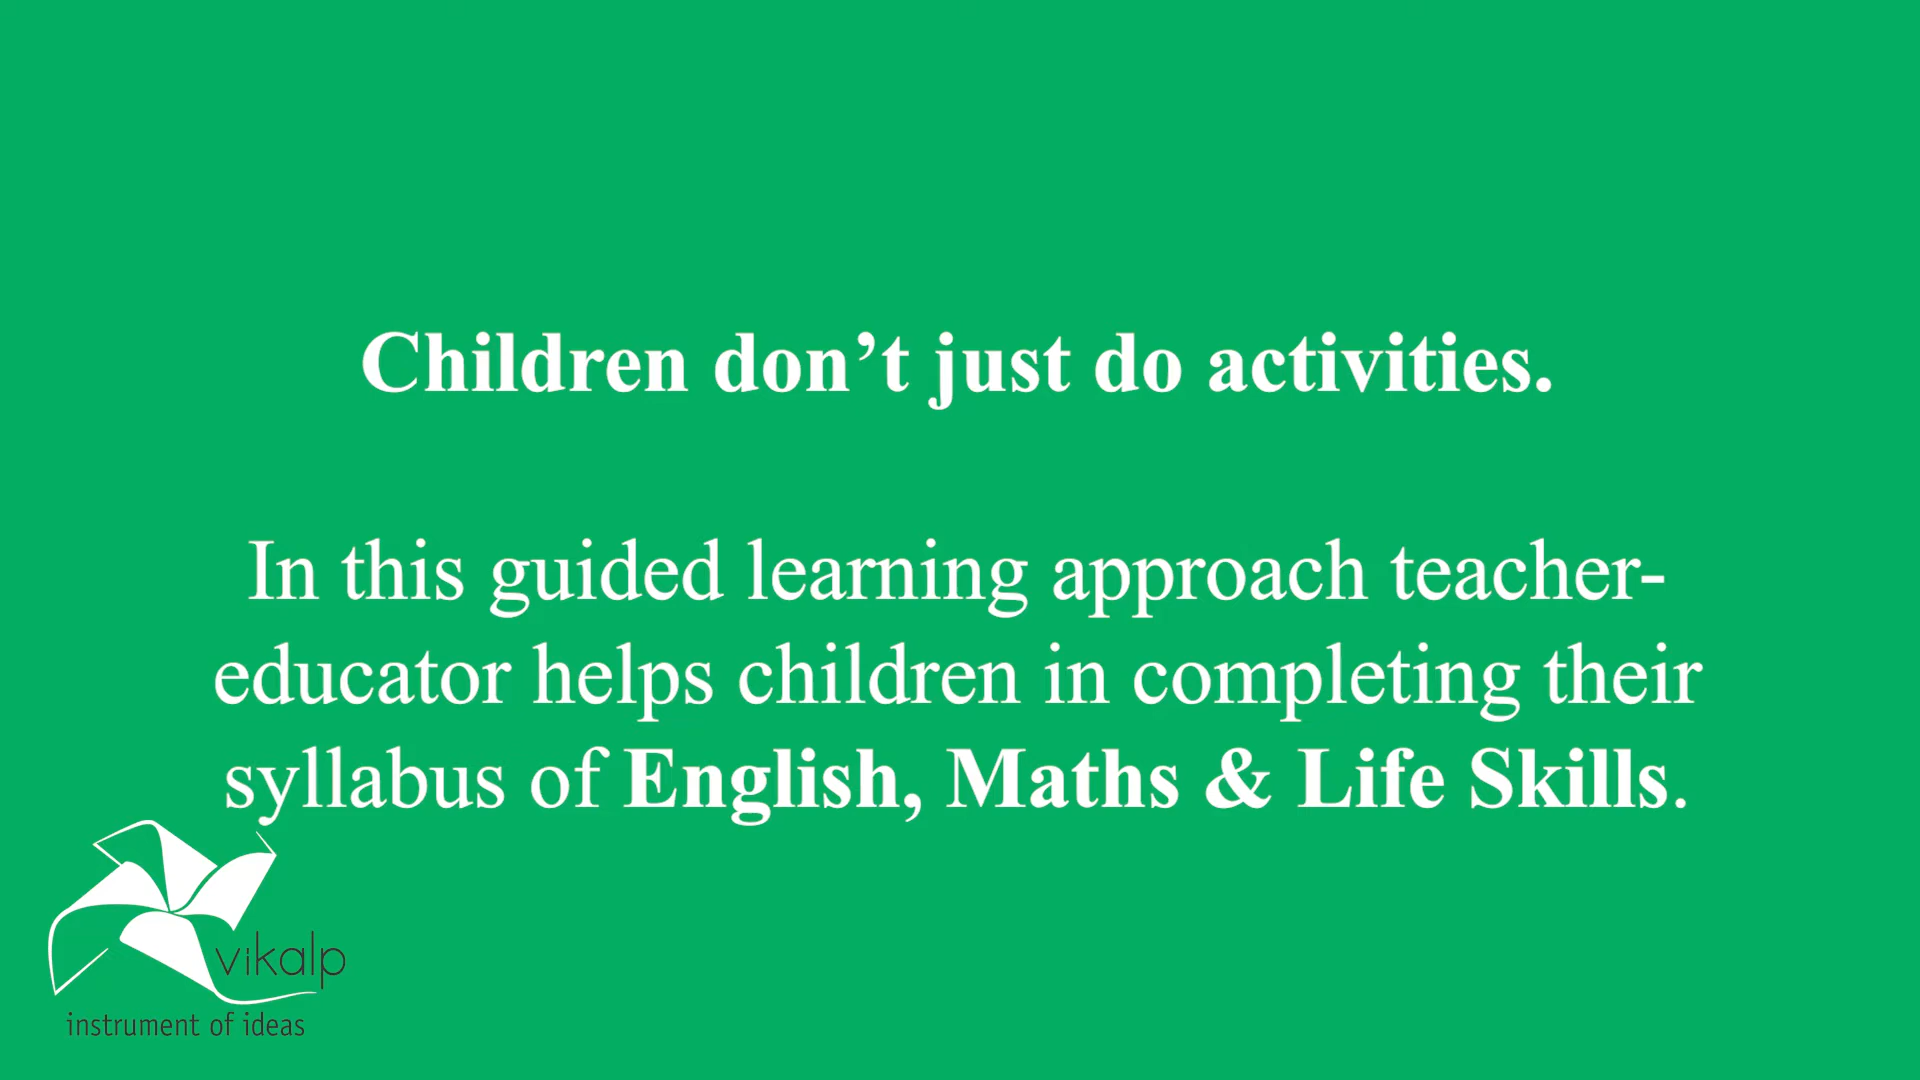 Children don’t just do activities.
In this guided learning approach teacher-
educator helps children in completing their
syllabus of English, Maths & Life Skills.
vikalp
instrument of ideas